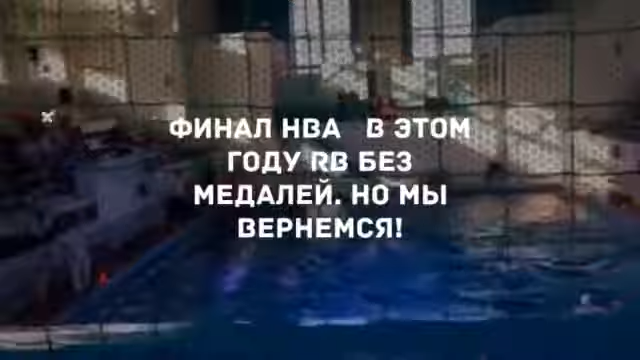 ФИНАЛ НВА В ЭТОМ
ГОДУ RB БЕЗ
МЕДАЛЕЙ. НО МЫ
ВЕРНЕМСЯ!